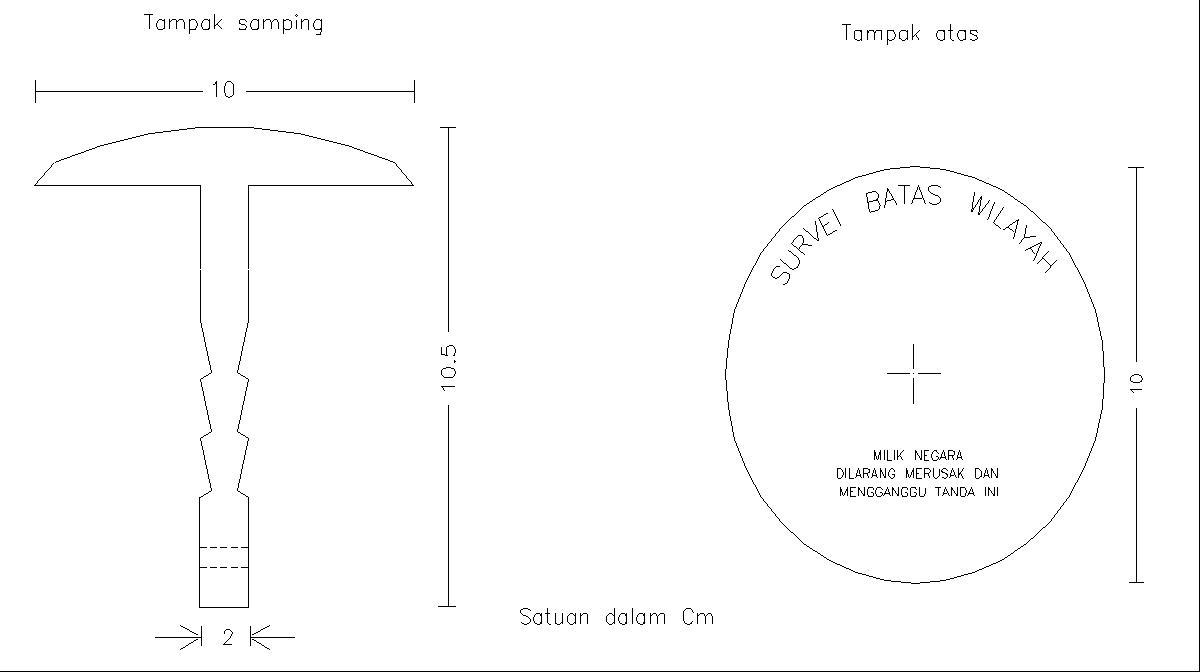 Tampak samping
10
10.5
2
Tampak atas
SURVEI BATAS WILAYAH
10
MILIK NEGARA
DILARANG MERUSAK DAN
MENGGANGGU TANDA INI
Satuan dalam Cm